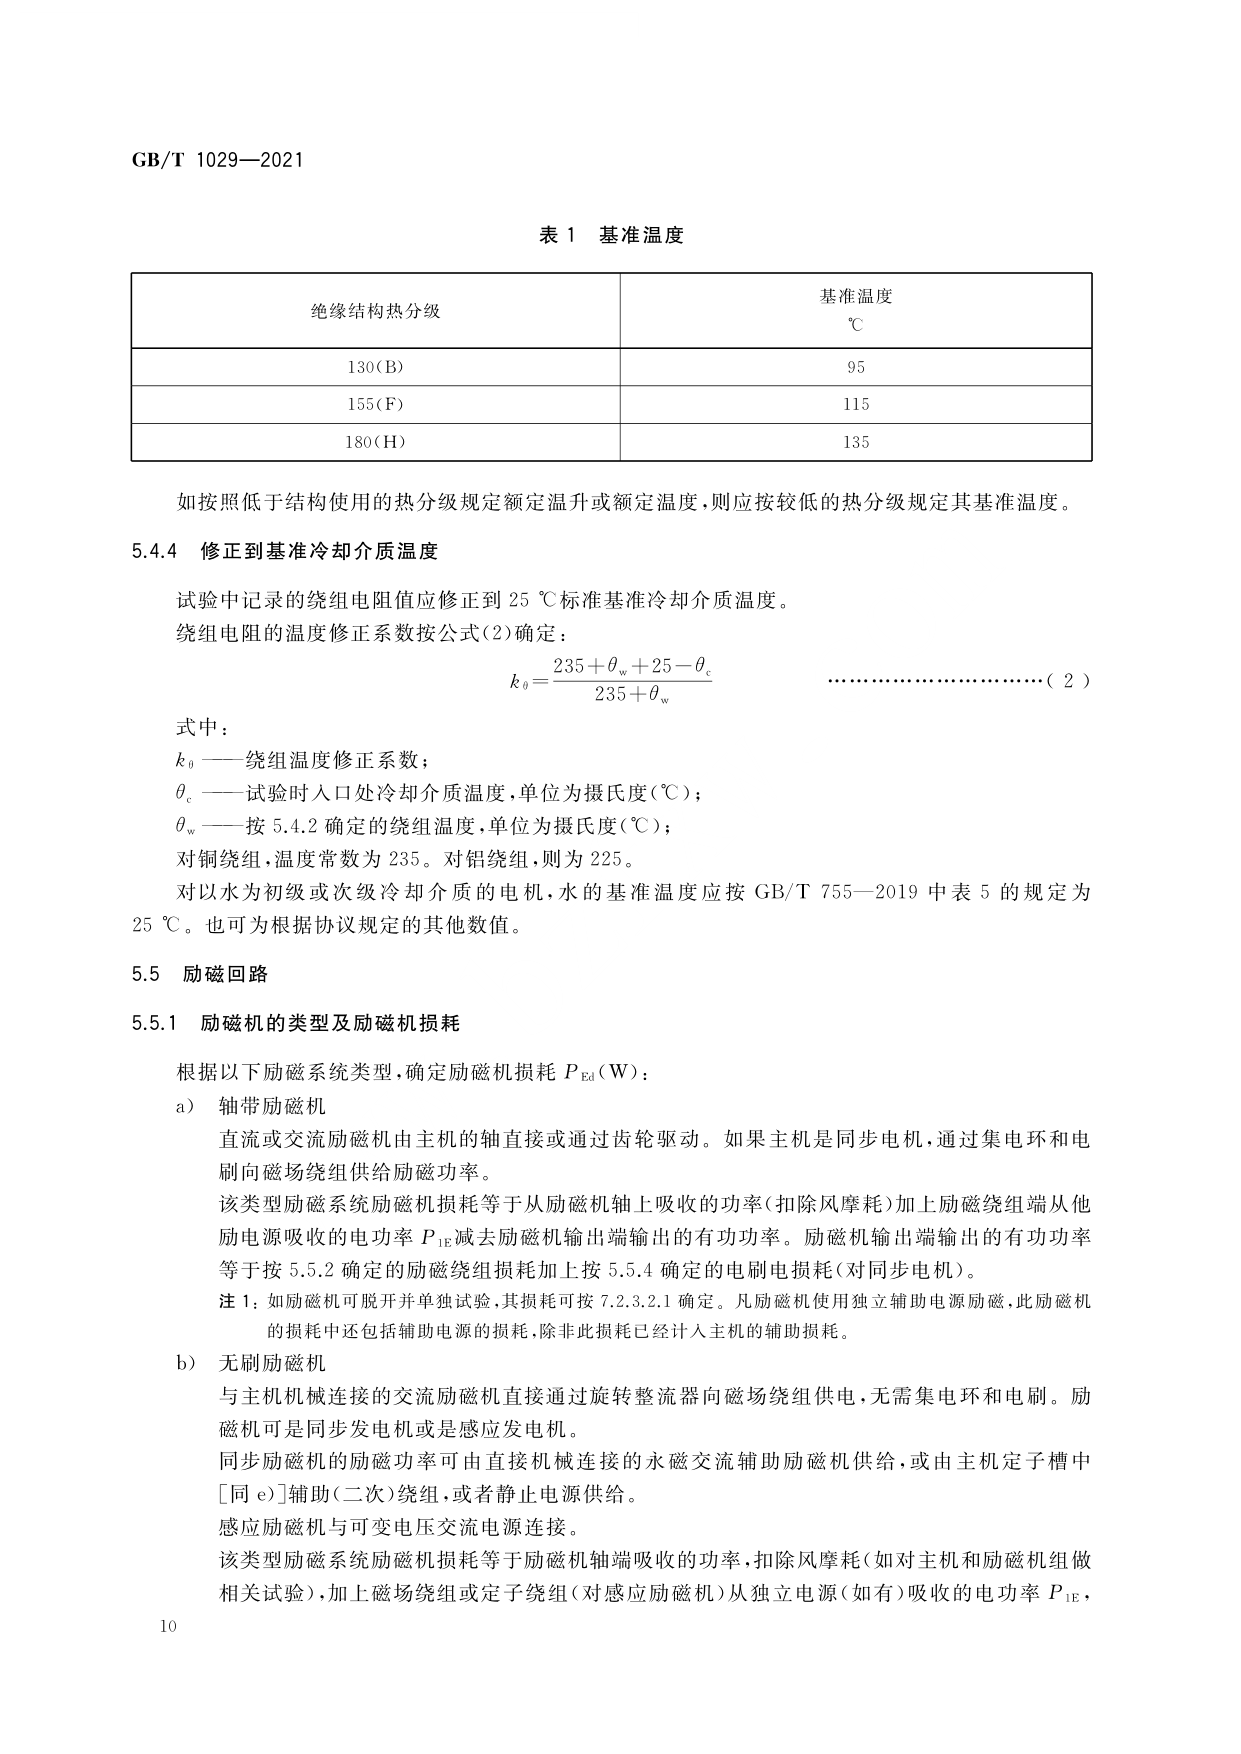 GB/T 1029—2021
表 1 基准温度
绝缘结构热分级
基准温度
℃
130(B) 95
155(F) 115
180(H) 135
如按照低于结构使用的热分级规定额定温升或额定温度,则应按较低的热分级规定其基准温度。
5.4.4 修正到基准冷却介质温度
试验中记录的绕组电阻值应修正到 25 ℃标准基准冷却介质温度。
绕组电阻的温度修正系数按公式(2)确定:
kθ=(235+θw+25−θc)/(235+θw) …………………………( 2 )
式中:
kθ ——绕组温度修正系数;
θc ——试验时入口处冷却介质温度,单位为摄氏度(℃);
θw ——按 5.4.2 确定的绕组温度,单位为摄氏度(℃);
对铜绕组,温度常数为 235。对铝绕组,则为 225。
对以水为初级或次级冷却介质的电机,水的基准温度应按 GB/T 755—2019 中表 5 的规定为
25 ℃。也可为根据协议规定的其他数值。
5.5 励磁回路
5.5.1 励磁机的类型及励磁机损耗
根据以下励磁系统类型,确定励磁机损耗 PEd(W):
a) 轴带励磁机
直流或交流励磁机由主机的轴直接或通过齿轮驱动。如果主机是同步电机,通过集电环和电
刷向磁场绕组供给励磁功率。
该类型励磁系统励磁机损耗等于从励磁机轴上吸收的功率(扣除风摩耗)加上励磁绕组端从他
励电源吸收的电功率 P1E减去励磁机输出端输出的有功功率。励磁机输出端输出的有功功率
等于按 5.5.2 确定的励磁绕组损耗加上按 5.5.4 确定的电刷电损耗(对同步电机)。
注 1: 如励磁机可脱开并单独试验,其损耗可按 7.2.3.2.1 确定。凡励磁机使用独立辅助电源励磁,此励磁机
的损耗中还包括辅助电源的损耗,除非此损耗已经计入主机的辅助损耗。
b) 无刷励磁机
与主机机械连接的交流励磁机直接通过旋转整流器向磁场绕组供电,无需集电环和电刷。励
磁机可是同步发电机或是感应发电机。
同步励磁机的励磁功率可由直接机械连接的永磁交流辅助励磁机供给,或由主机定子槽中
[同 e)]辅助(二次)绕组,或者静止电源供给。
感应励磁机与可变电压交流电源连接。
该类型励磁系统励磁机损耗等于励磁机轴端吸收的功率,扣除风摩耗(如对主机和励磁机组做
相关试验),加上磁场绕组或定子绕组(对感应励磁机)从独立电源(如有)吸收的电功率 P1E,
10